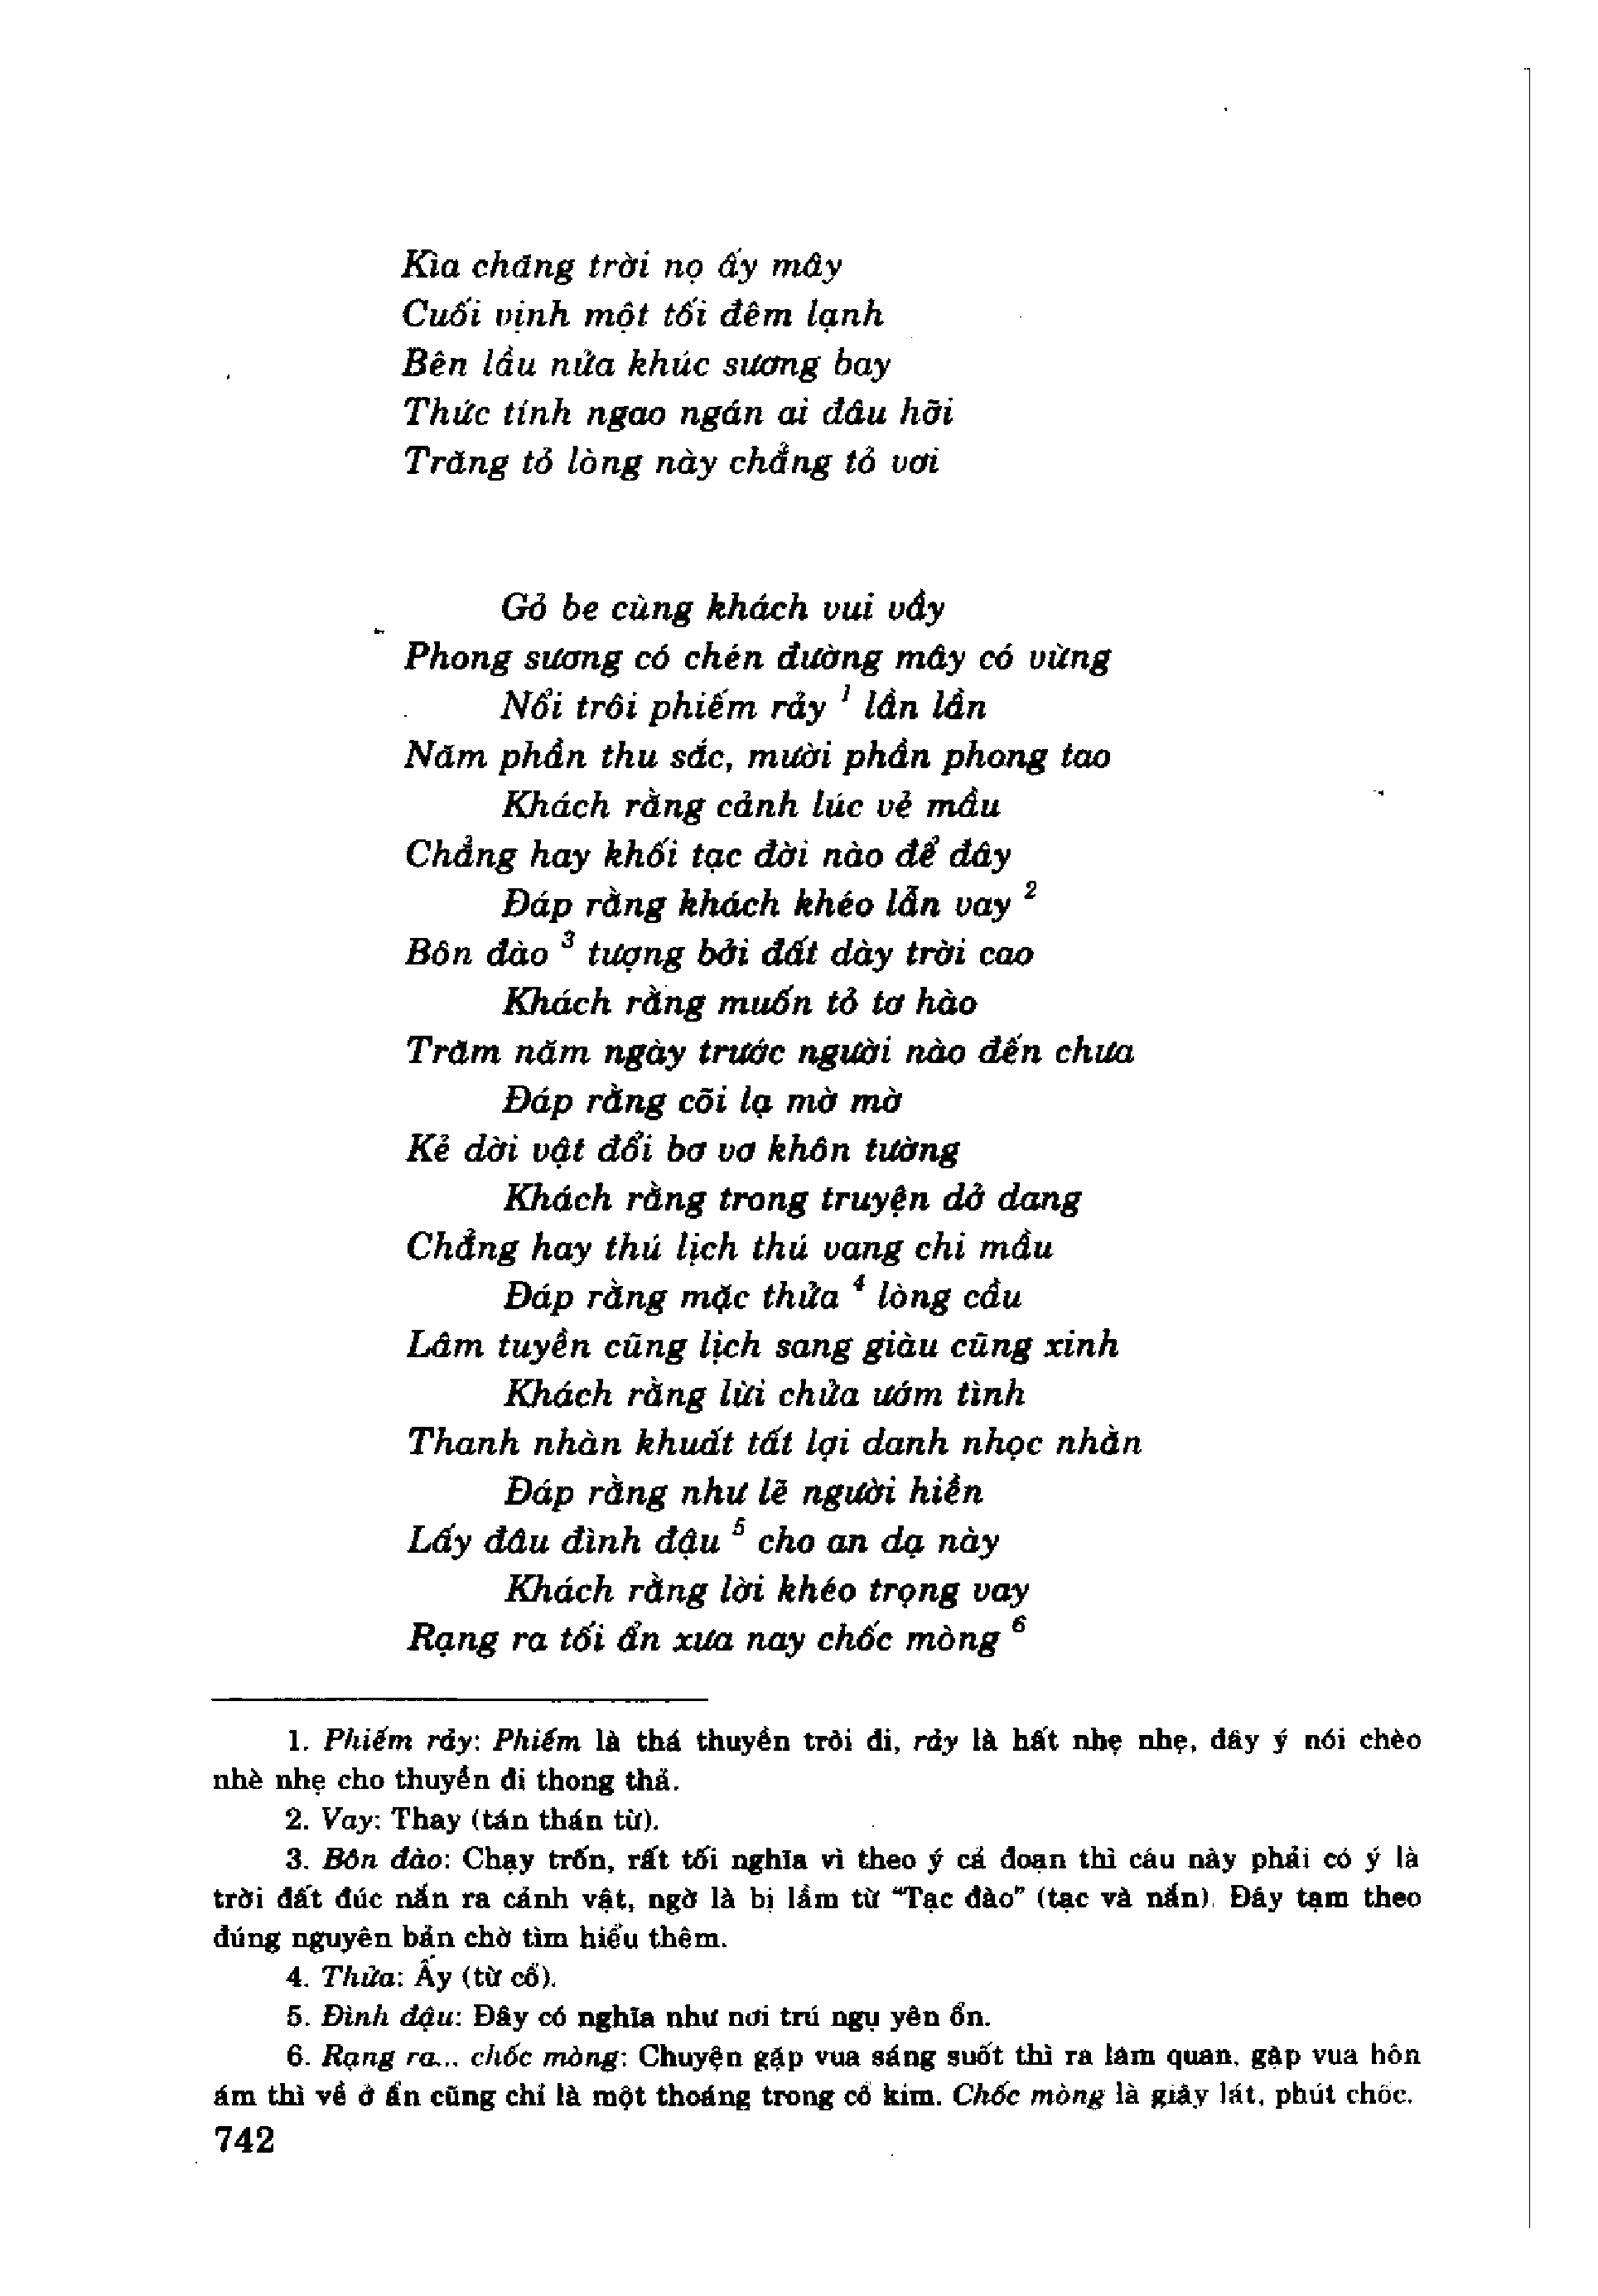 Kìa chăng trời nọ ấy mây
Cuối vịnh một tối đêm lạnh
Bên lầu nửa khúc sương bay
Thức tính ngao ngán ai đâu hỡi
Trăng tỏ lòng này chẳng tỏ vơi
Gỏ be cùng khách vui vầy
Phong sương có chén đường mây có vừng
Nổi trôi phiếm rảy ¹ lần lần
Năm phần thu sắc, mười phần phong tao
Khách rằng cảnh lúc vẻ mầu
Chẳng hay khối tạc đời nào để đây
Đáp rằng khách khéo lẫn vay ²
Bôn đào ³ tượng bởi đất dày trời cao
Khách rằng muốn tỏ tơ hào
Trăm năm ngày trước người nào đến chưa
Đáp rằng cõi lạ mờ mờ
Kẻ dời vật đổi bơ vơ khôn tường
Khách rằng trong truyện dở dang
Chẳng hay thú lịch thú vang chi mầu
Đáp rằng mặc thửa ⁴ lòng cầu
Lâm tuyền cũng lịch sang giàu cũng xinh
Khách rằng lừi chửa ướm tình
Thanh nhàn khuất tất lợi danh nhọc nhằn
Đáp rằng như lẽ người hiền
Lấy đâu đình đậu ⁵ cho an dạ này
Khách rằng lời khéo trọng vay
Rạng ra tối ẩn xưa nay chốc mòng ⁶
1. Phiếm rảy: Phiếm là thả thuyền trôi đi, rảy là hất nhẹ nhẹ, đây ý nói chèo
nhè nhẹ cho thuyền đi thong thả.
2. Vay: Thay (tán thán từ).
3. Bôn đào: Chạy trốn, rất tối nghĩa vì theo ý cả đoạn thì câu này phải có ý là
trời đất đúc nắn ra cảnh vật, ngờ là bị lầm từ "Tạc đào" (tạc và nắn). Đây tạm theo
đúng nguyên bản chờ tìm hiểu thêm.
4. Thửa: Ấy (từ cổ).
5. Đình đậu: Đây có nghĩa như nơi trú ngụ yên ổn.
6. Rạng ra... chốc mòng: Chuyện gặp vua sáng suốt thì ra làm quan, gặp vua hôn
ám thì về ở ẩn cũng chỉ là một thoáng trong cổ kim. Chốc mòng là giây lát, phút chốc.
742